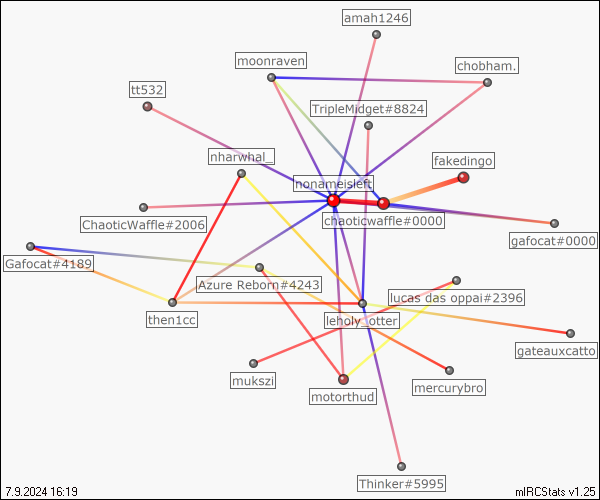 amah1246
moonraven
chobham.
tt532
TripleMidget#8824
nharwhal_
fakedingo
nonameisleft
ChaoticWaffle#2006
chaoticwaffle#0000
gafocat#0000
Gafocat#4189
Azure Reborn#4243
lucas das oppai#2396
then1cc
leholy_otter
gateauxcatto
mukszi
mercurybro
motorthud
Thinker#5995
7.9.2024 16:19
mIRCStats v1.25